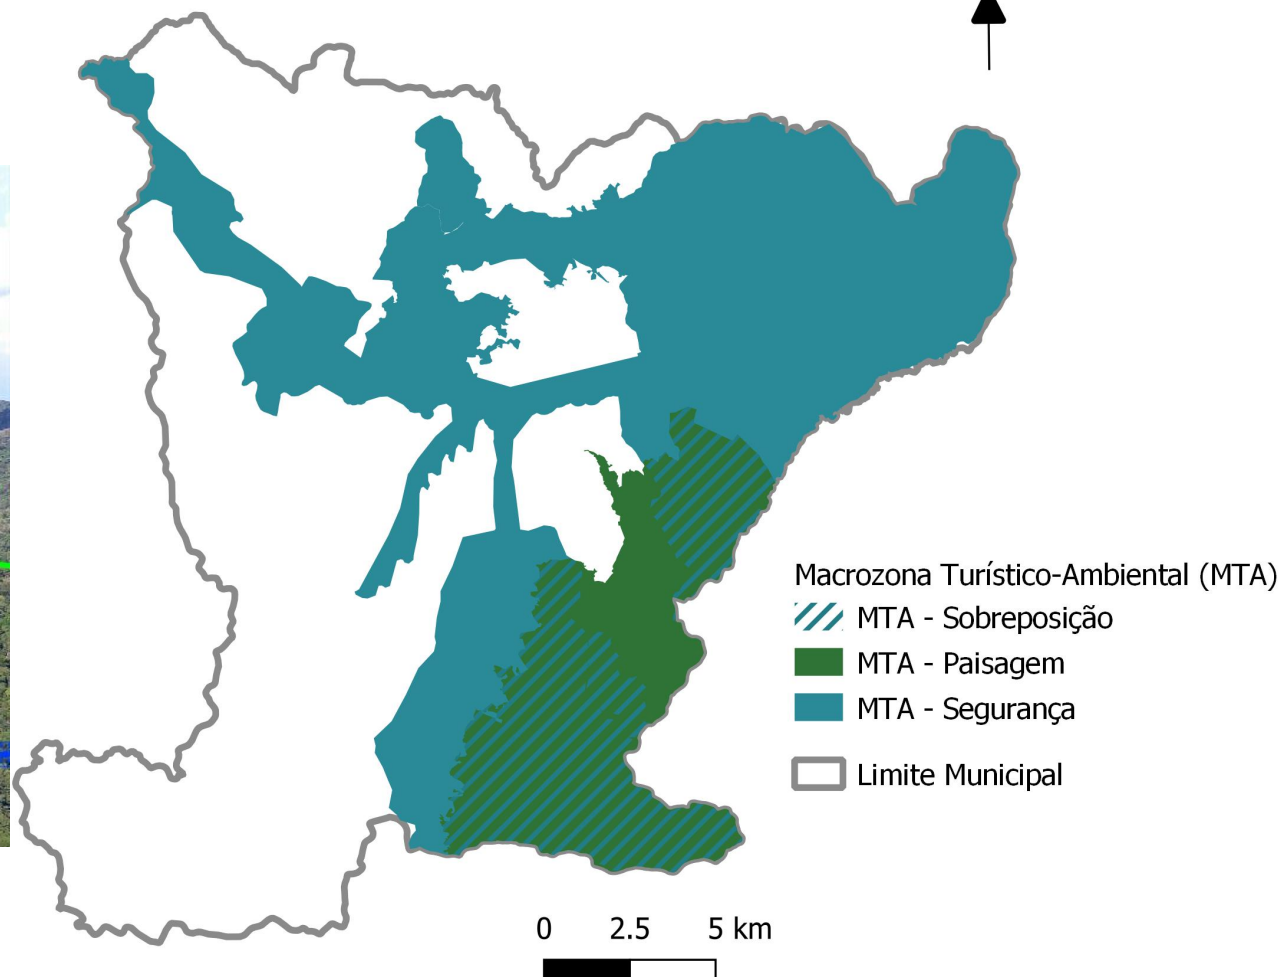 Macrozona Turístico-Ambiental (MTA)
MTA - Sobreposição
MTA - Paisagem
MTA - Segurança
Limite Municipal
0 2.5 5 km